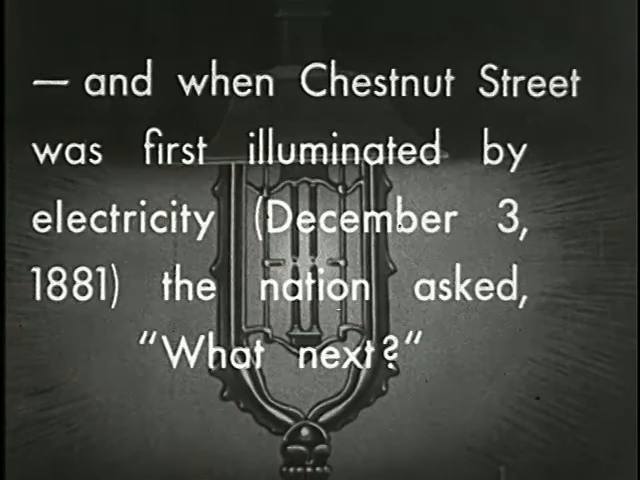 — and when Chestnut Street
was first illuminated by
electricity (December 3,
1881) the nation asked,
“What next?“